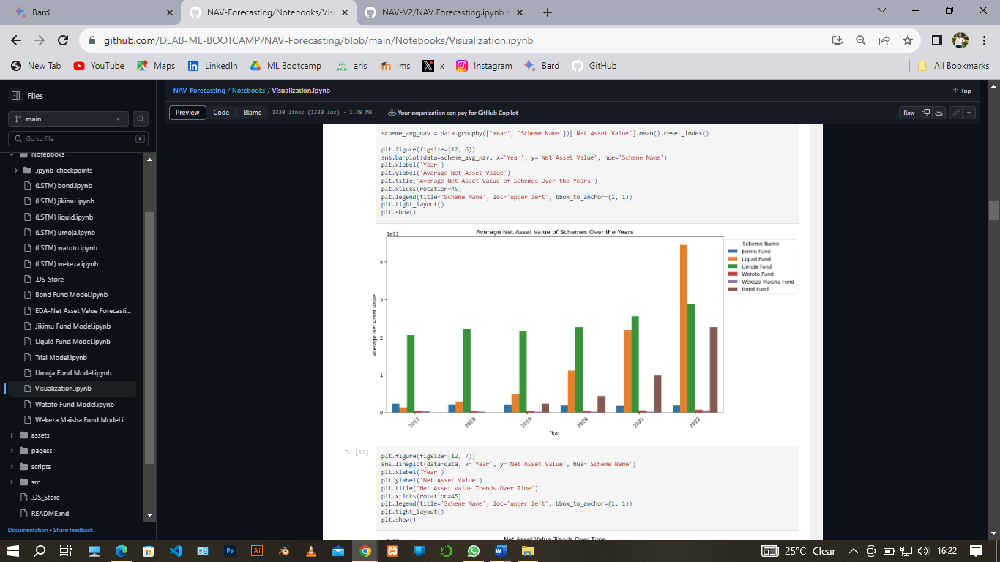 Bard
NAV-Forecasting/Notebooks/Visu
NAV-V2/NAV Forecasting.ipynb a
github.com/DLAB-ML-BOOTCAMP/NAV-Forecasting/blob/main/Notebooks/Visualization.ipynb
New Tab
YouTube
Maps
LinkedIn
ML Bootcamp
aris
lms
x
Instagram
Bard
GitHub
All Bookmarks
Files
main
Go to file
t
Notebooks
.ipynb_checkpoints
(LSTM) bond.ipynb
(LSTM) jikimu.ipynb
(LSTM) liquid.ipynb
(LSTM) umoja.ipynb
(LSTM) watoto.ipynb
(LSTM) wekeza.ipynb
.DS_Store
Bond Fund Model.ipynb
EDA-Net Asset Value Forecasti...
Jikimu Fund Model.ipynb
Liquid Fund Model.ipynb
Trial Model.ipynb
Umoja Fund Model.ipynb
Visualization.ipynb
Watoto Fund Model.ipynb
Wekeza Maisha Fund Model.i...
assets
pagess
scripts
src
.DS_Store
README.md
Documentation • Share feedback
NAV-Forecasting / Notebooks / Visualization.ipynb
Top
Preview
Code
Blame
1330 lines (1330 loc) · 1.48 MB
Your organization can pay for GitHub Copilot
Raw
scheme_avg_nav = data.groupby(['Year', 'Scheme Name'])['Net Asset Value'].mean().reset_index()
plt.figure(figsize=(12, 6))
sns.barplot(data=scheme_avg_nav, x='Year', y='Net Asset Value', hue='Scheme Name')
plt.xlabel('Year')
plt.ylabel('Average Net Asset Value')
plt.title('Average Net Asset Value of Schemes Over the Years')
plt.xticks(rotation=45)
plt.legend(title='Scheme Name', loc='upper left', bbox_to_anchor=(1, 1))
plt.tight_layout()
plt.show()
Average Net Asset Value of Schemes Over the Years
1e11
4
3
2
1
0
Average Net Asset Value
2017
2018
2019
2020
2021
2022
Year
Scheme Name
Jikimu Fund
Liquid Fund
Umoja Fund
Watoto Fund
Wekeza Maisha Fund
Bond Fund
In [12]:
plt.figure(figsize=(12, 7))
sns.lineplot(data=data, x='Year', y='Net Asset Value', hue='Scheme Name')
plt.xlabel('Year')
plt.ylabel('Net Asset Value')
plt.title('Net Asset Value Trends Over Time')
plt.xticks(rotation=45)
plt.legend(title='Scheme Name', loc='upper left', bbox_to_anchor=(1, 1))
plt.tight_layout()
plt.show()
Net Asset Value Trends Over Time
25°C Clear
16:22